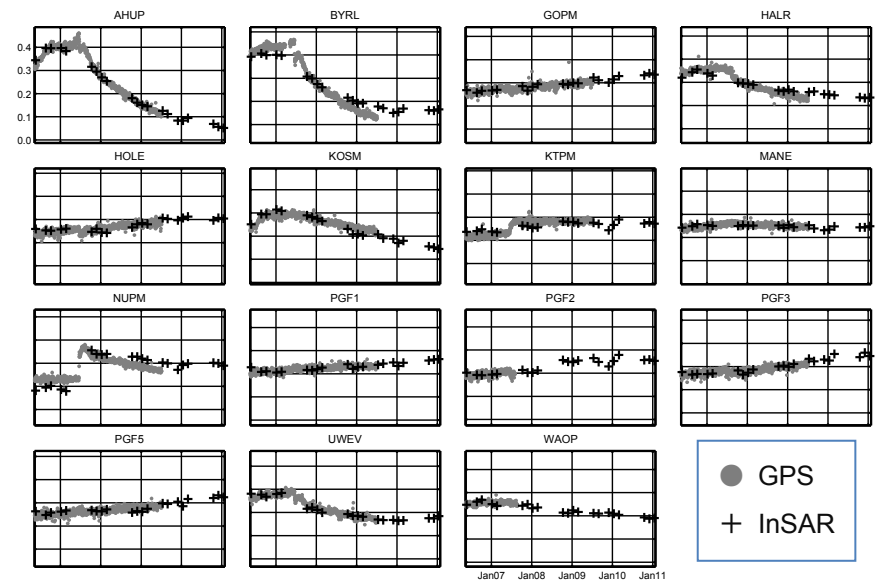 AHUP BYRL GOPM HALR
0.4
0.3
0.2
0.1
0.0
HOLE KOSM KTPM MANE
NUPM PGF1 PGF2 PGF3
PGF5 UWEV WAOP
GPS
InSAR
Jan07 Jan08 Jan09 Jan10 Jan11